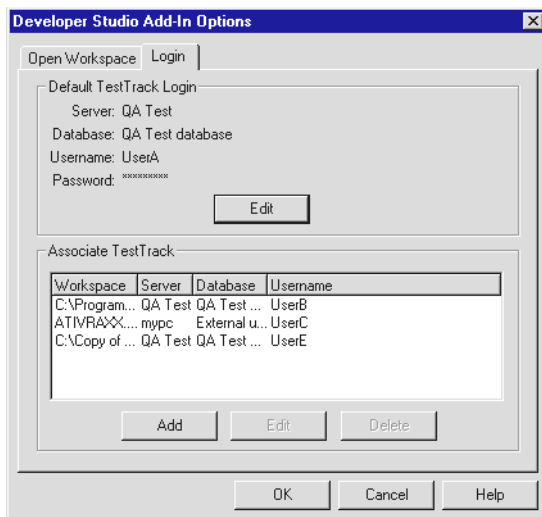 Developer Studio Add-In Options
Open Workspace Login
Default TestTrack Login
Server: QA Test
Database: QA Test database
Username: UserA
Password: *********
Edit
Associate TestTrack
Workspace Server Database Username
C:\Program... QA Test QA Test ... UserB
ATIVRAXX.... mypc External u... UserC
C:\Copy of ... QA Test QA Test ... UserE
Add Edit Delete
OK Cancel Help